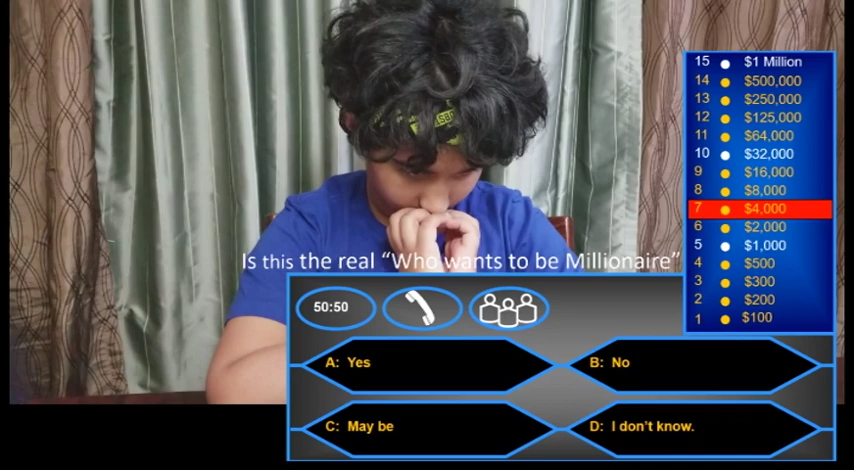 Is this the real “Who wants to be Millionaire”
15 $1 Million
14 $500,000
13 $250,000
12 $125,000
11 $64,000
10 $32,000
9 $16,000
8 $8,000
7 $4,000
6 $2,000
5 $1,000
4 $500
3 $300
2 $200
1 $100
50:50
A: Yes
B: No
C: May be
D: I don’t know.